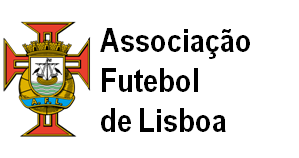 Associação
Futebol
de Lisboa
A. F. L.